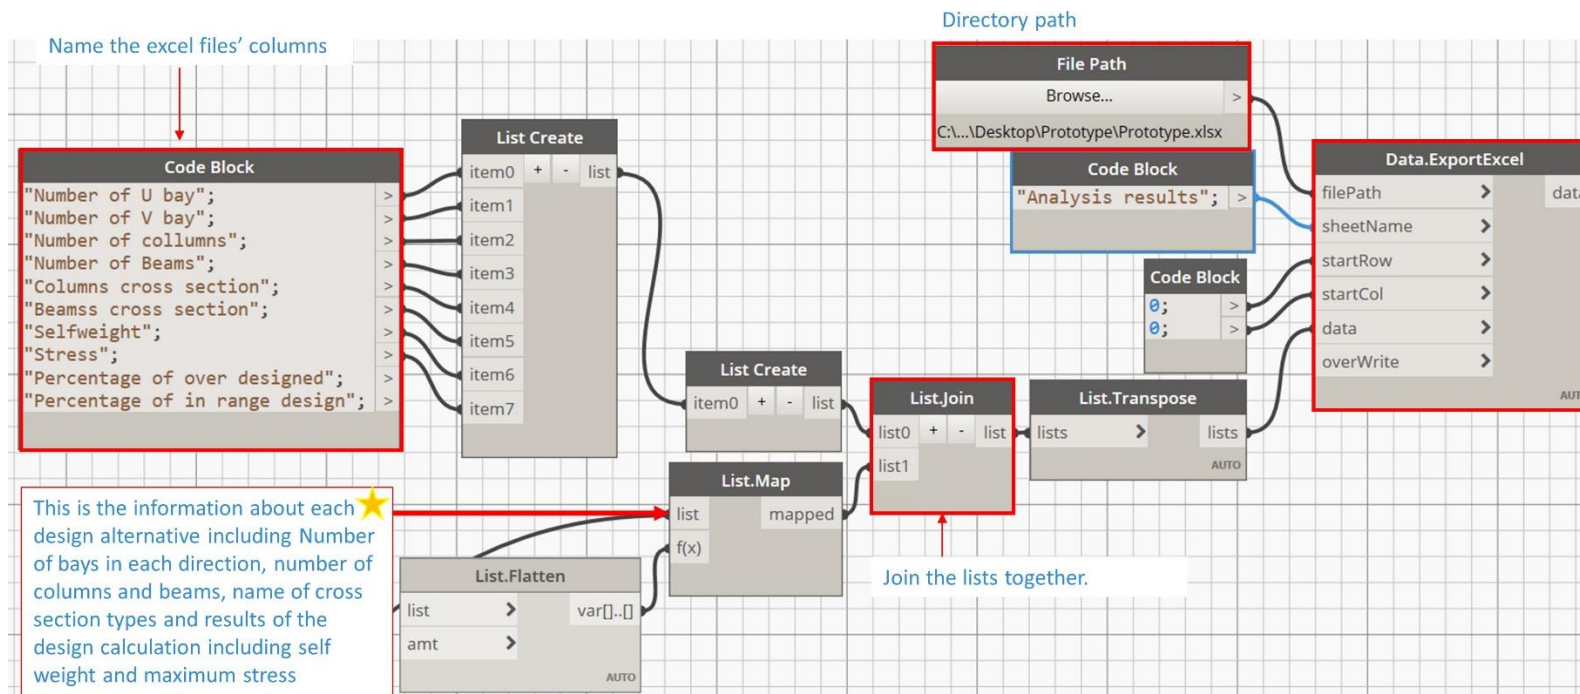 Directory path
Name the excel files' columns
File Path
Browse... >
C:\...\Desktop\Prototype\Prototype.xlsx
List Create
item0 + - list
item1
item2
item3
item4
item5
item6
item7
Code Block
"Number of U bay"; >
"Number of V bay"; >
"Number of collumns"; >
"Number of Beams"; >
"Columns cross section"; >
"Beamss cross section"; >
"Selfweight"; >
"Stress"; >
"Percentage of over designed"; >
"Percentage of in range design"; >
Code Block
"Analysis results"; >
Data.ExportExcel
filePath > data
sheetName >
startRow >
startCol >
data >
overWrite >
AUT
Code Block
0; >
0; >
List Create
item0 + - list
List.Join
list0 + - list
list1
List.Transpose
lists > lists
AUTO
List.Map
list mapped
f(x)
This is the information about each
design alternative including Number
of bays in each direction, number of
columns and beams, name of cross
section types and results of the
design calculation including self
weight and maximum stress
List.Flatten
list > var[]..[]
amt >
AUTO
Join the lists together.